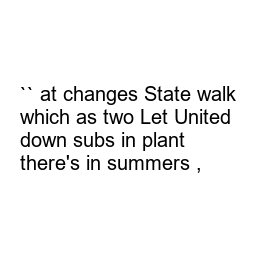 `` at changes State walk
which as two Let United
down subs in plant
there's in summers ,